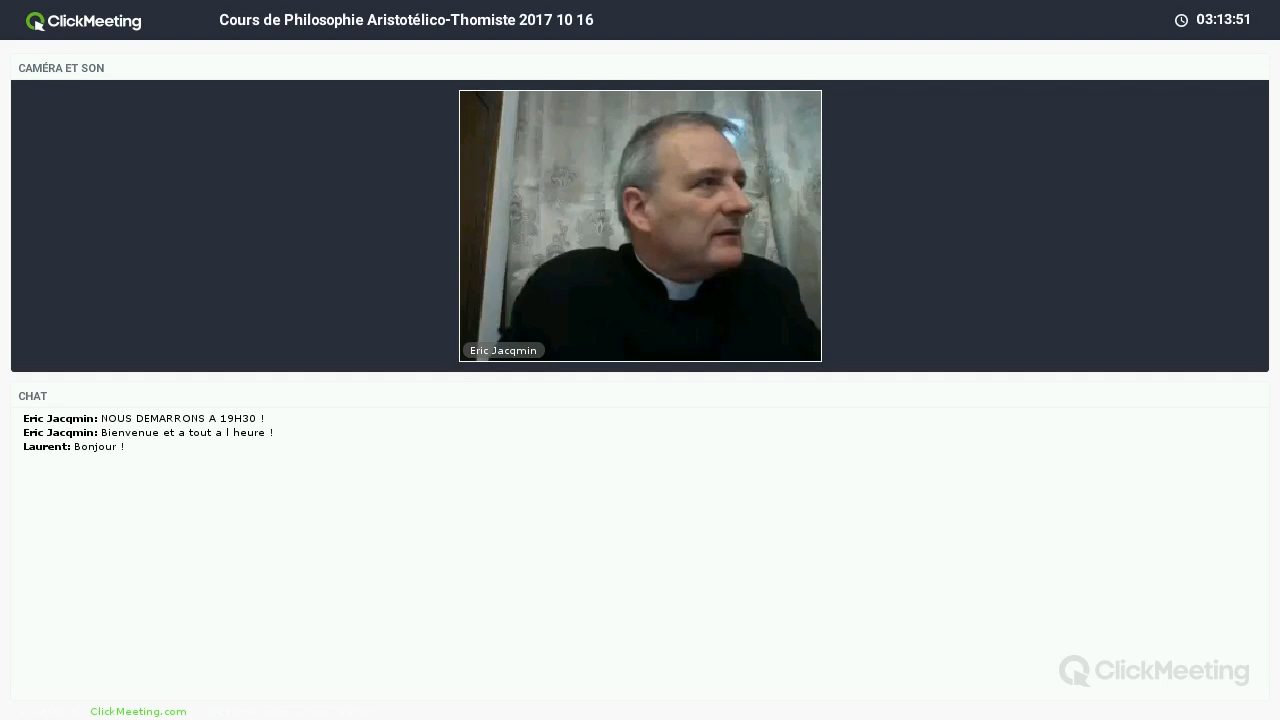 ClickMeeting
Cours de Philosophie Aristotélico-Thomiste 2017 10 16
03:13:51
CAMÉRA ET SON
Eric Jacqmin
CHAT
Eric Jacqmin: NOUS DEMARRONS A 19H30 !
Eric Jacqmin: Bienvenue et a tout a l heure !
Laurent: Bonjour !
ClickMeeting
ClickMeeting.com